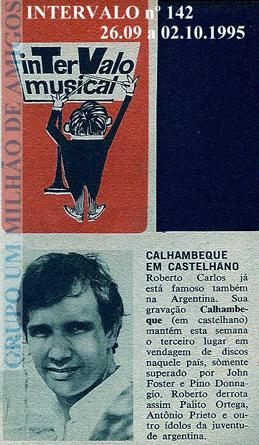 INTERVALO nº 142
26.09 a 02.10.1995
GRUPO UM MILHÃO DE AMIGOS
inTerValo
musical
CALHAMBEQUE
EM CASTELHANO
Roberto Carlos já
está famoso também
na Argentina. Sua
gravação Calhambe-
que (em castelhano)
mantém esta semana
o terceiro lugar em
vendagem de discos
naquele país, sòmente
superado por John
Foster e Pino Donna-
gio. Roberto derrota
assim Palito Ortega,
Antônio Prieto e ou-
tro ídolos da juventu-
de argentina.